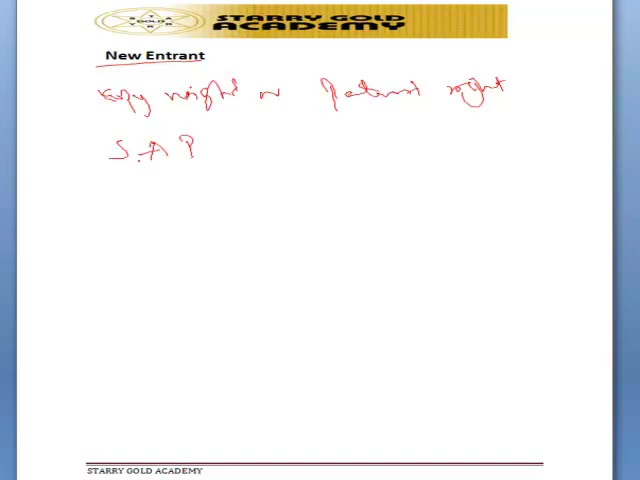 STARRY GOLD
ACADEMY
New Entrant
Copy right or Patent right
S.A.P
STARRY GOLD ACADEMY